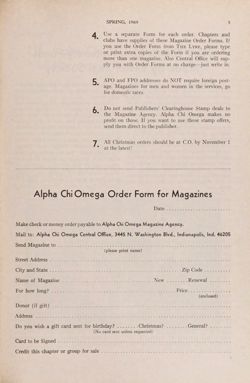 SPRING, 1969 5
4. Use a separate Form for each order. Chapters and
clubs have supplies of these Magazine Order Forms. If
you use the Order Form from THE LYRE, please type
or print extra copies of the Form if you are ordering
more than one magazine. Also Central Office will sup-
ply you with Order Forms at no charge—just write in.
5. APO and FPO addresses do NOT require foreign post-
age. Magazines for men and women in the services, go
for domestic rates.
6. Do not send Publishers' Clearinghouse Stamp deals to
the Magazine Agency. Alpha Chi Omega makes no
profit on those. If you want to use these stamp offers,
send them direct to the publisher.
7. All Christmas orders should be at C.O. by November 1
at the latest!
Alpha Chi Omega Order Form for Magazines
Date
Make check or money order payable to Alpha Chi Omega Magazine Agency.
Mail to: Alpha Chi Omega Central Office, 3445 N. Washington Blvd., Indianapolis, Ind. 46205
Send Magazine to
(please print name)
Street Address
City and State Zip Code
Name of Magazine New Renewal
For how long? Price
(enclosed)
Donor (if gift)
Address
Do you wish a gift card sent for birthday? Christmas? General?
(No card sent unless requested)
Card to be Signed
Credit this chapter or group for sale